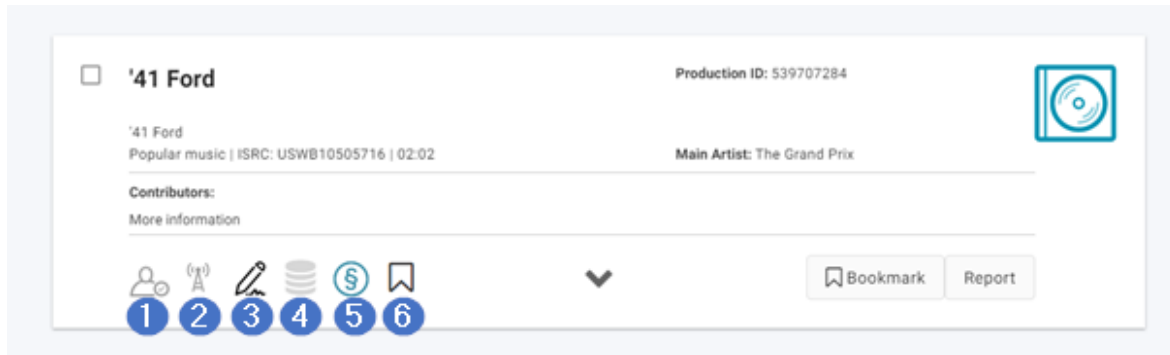 '41 Ford
Production ID: 539707284
'41 Ford
Popular music | ISRC: USWB10505716 | 02:02
Main Artist: The Grand Prix
Contributors:
More information
§
Bookmark
Report
1 2 3 4 5 6